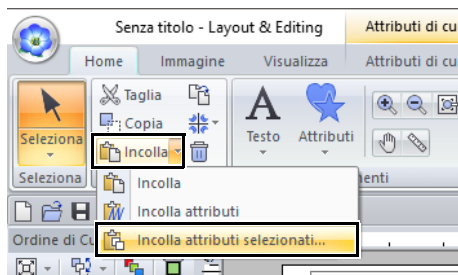 Senza titolo - Layout & Editing
Attributi di cu
Home
Immagine
Visualizza
Attributi di cu
Taglia
Copia
Incolla
Seleziona
Testo
Attributi
Seleziona
enti
Incolla
Incolla attributi
Incolla attributi selezionati...
Ordine di Cu